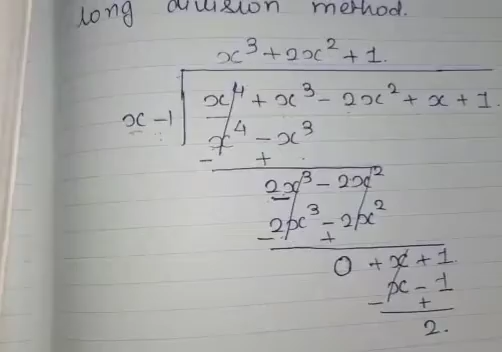 long division method.
x³ + 2x² + 1.
x - 1 x⁴ + x³ - 2x² + x + 1.
x⁴ - x³
- +
2x³ - 2x²
2x³ - 2x²
- +
0 + x + 1.
x - 1
- +
2.